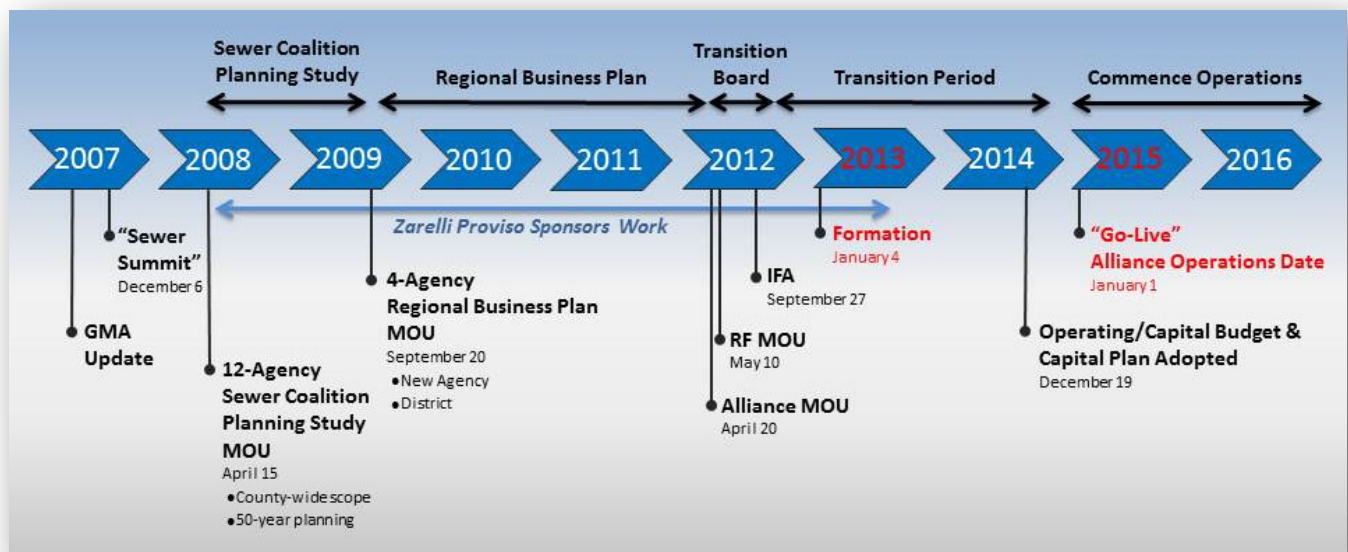 Sewer Coalition
Planning Study
Regional Business Plan
Transition
Board
Transition Period
Commence Operations
2007
2008
2009
2010
2011
2012
2013
2014
2015
2016
Zarelli Proviso Sponsors Work
“Sewer
Summit”
December 6
GMA
Update
12-Agency
Sewer Coalition
Planning Study
MOU
April 15
●County-wide scope
●50-year planning
4-Agency
Regional Business Plan
MOU
September 20
●New Agency
●District
Alliance MOU
April 20
RF MOU
May 10
IFA
September 27
Formation
January 4
Operating/Capital Budget &
Capital Plan Adopted
December 19
“Go-Live”
Alliance Operations Date
January 1